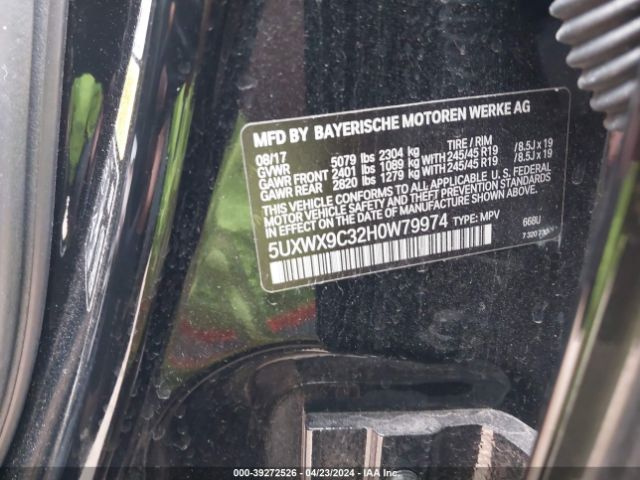 MFD BY BAYERISCHE MOTOREN WERKE AG
08/17 TIRE / RIM
GVWR 5079 lbs 2304 kg
GAWR FRONT 2401 lbs 1089 kg WITH 245/45 R19 / 8.5J x 19
GAWR REAR 2820 lbs 1279 kg WITH 245/45 R19 / 8.5J x 19
THIS VEHICLE CONFORMS TO ALL APPLICABLE U.S. FEDERAL
MOTOR VEHICLE SAFETY AND THEFT PREVENTION STANDARDS
IN EFFECT ON THE DATE OF MANUFACTURE SHOWN ABOVE.
5UXWX9C32H0W79974 TYPE: MPV 668U
000-39272526 - 04/23/2024 - IAA Inc.